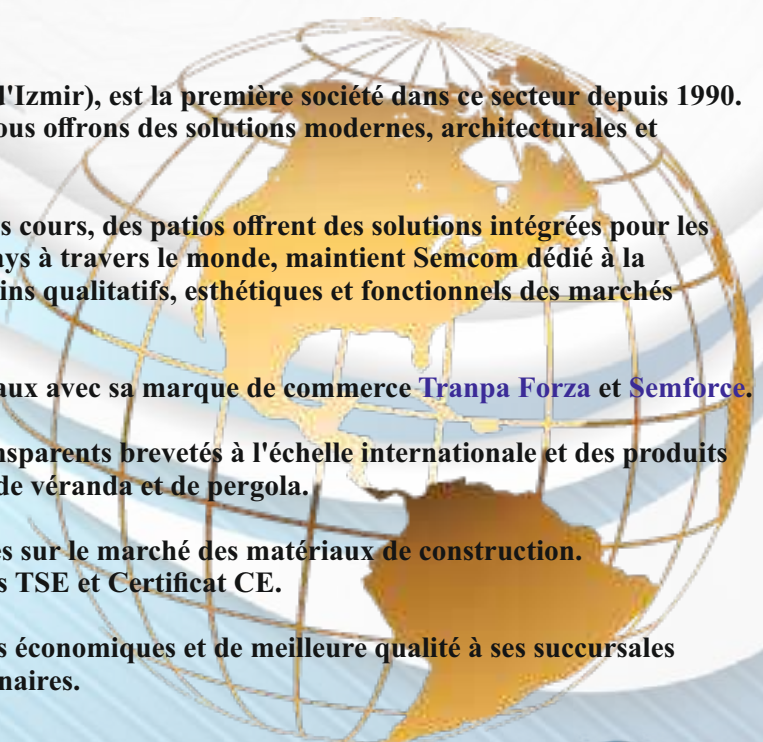 d'Izmir), est la première société dans ce secteur depuis 1990.
ous offrons des solutions modernes, architecturales et
s cours, des patios offrent des solutions intégrées pour les
ays à travers le monde, maintient Semcom dédié à la
ins qualitatifs, esthétiques et fonctionnels des marchés
aux avec sa marque de commerce Tranpa Forza et Semforce.
nsparents brevetés à l'échelle internationale et des produits
de véranda et de pergola.
es sur le marché des matériaux de construction.
s TSE et Certificat CE.
s économiques et de meilleure qualité à ses succursales
naires.